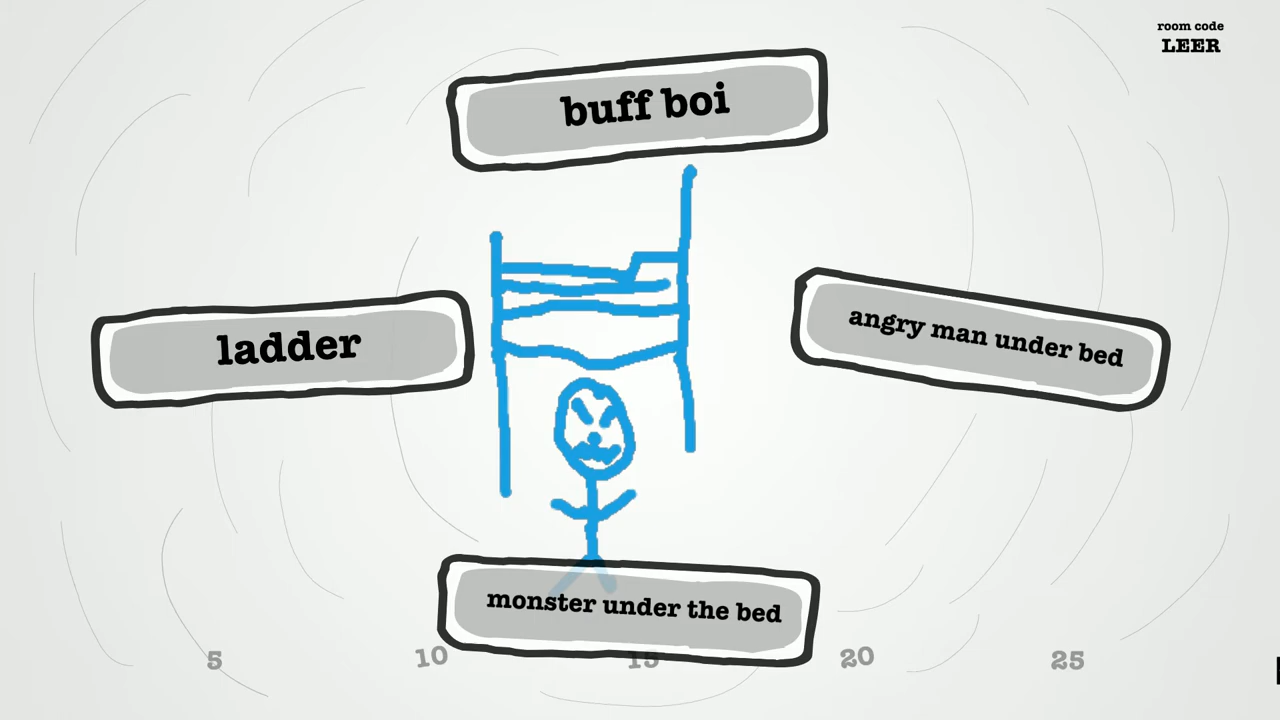 room code
LEER
buff boi
ladder
angry man under bed
monster under the bed
5 10 15 20 25